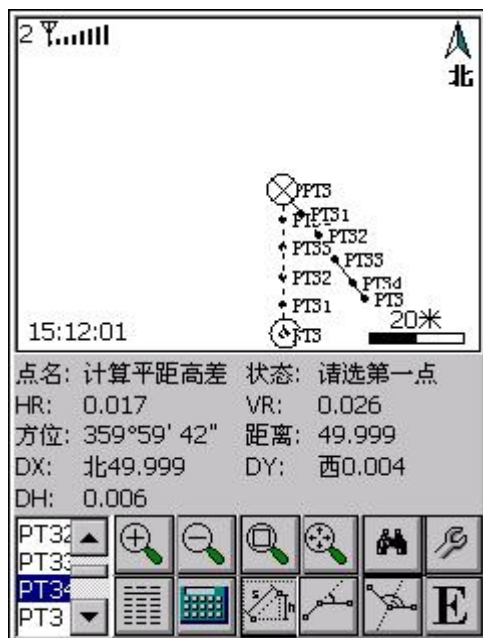 2
北
PPT3
PT31
PT32
PT35
PT33
PT32
PT34
PT3
PT31
20米
15:12:01
PT3
点名: 计算平距高差 状态: 请选第一点
HR: 0.017 VR: 0.026
方位: 359°59' 42" 距离: 49.999
DX: 北49.999 DY: 西0.004
DH: 0.006
PT32
PT33
PT34
PT3
S
h
E